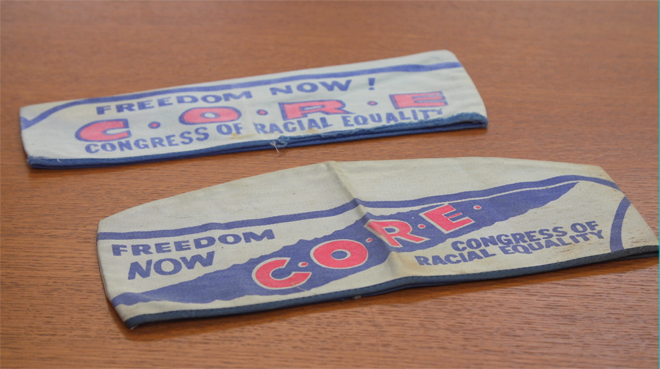 FREEDOM NOW!
C·O·R·E
CONGRESS OF RACIAL EQUALITY
FREEDOM
NOW
C·O·R·E·
CONGRESS OF
RACIAL EQUALITY